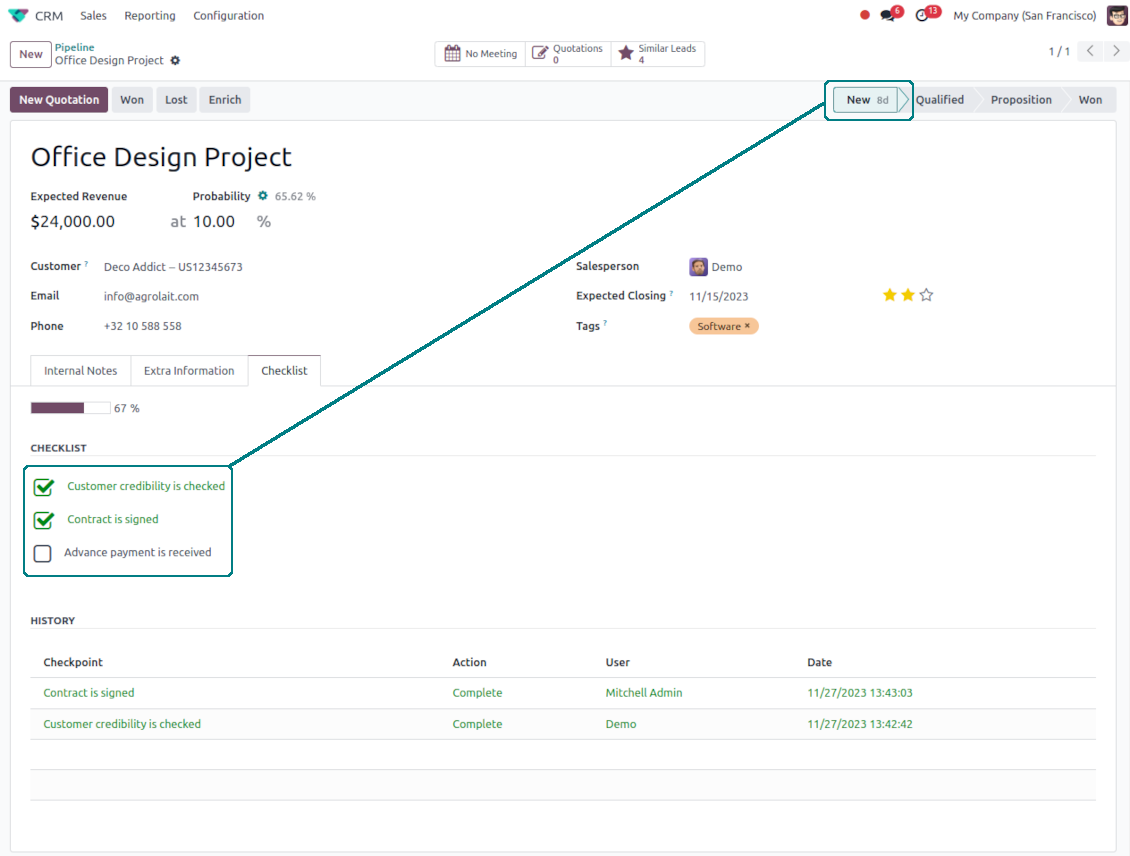 CRM Sales Reporting Configuration 6 13 My Company (San Francisco)
New Pipeline
Office Design Project
No Meeting
Quotations
0
Similar Leads
4
1 / 1
New Quotation Won Lost Enrich New 8d Qualified Proposition Won
Office Design Project
Expected Revenue Probability 65.62 %
$24,000.00 at 10.00 %
Customer ? Deco Addict – US12345673 Salesperson Demo
Email info@agrolait.com Expected Closing ? 11/15/2023
Phone +32 10 588 558 Tags ? Software ×
Internal Notes Extra Information Checklist
67 %
CHECKLIST
Customer credibility is checked
Contract is signed
Advance payment is received
HISTORY
Checkpoint Action User Date
Contract is signed Complete Mitchell Admin 11/27/2023 13:43:03
Customer credibility is checked Complete Demo 11/27/2023 13:42:42